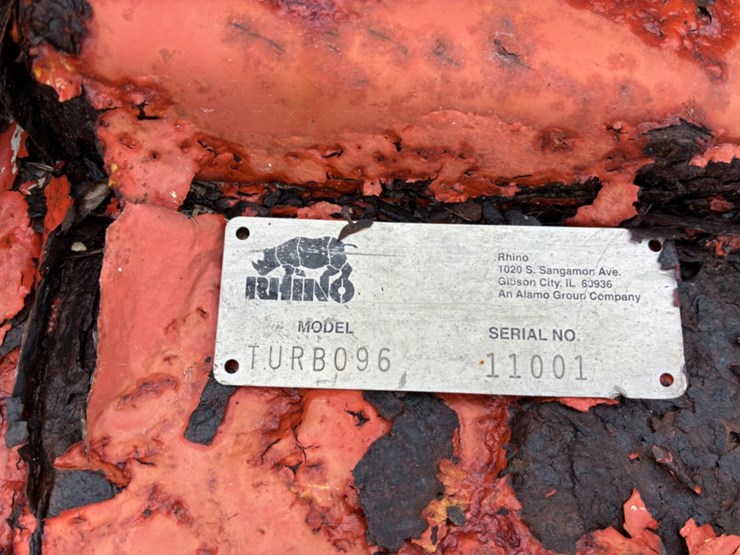 RHINO
Rhino
1020 S. Sangamon Ave.
Gibson City, IL 60936
An Alamo Group Company
MODEL
TURBO96
SERIAL NO.
11001